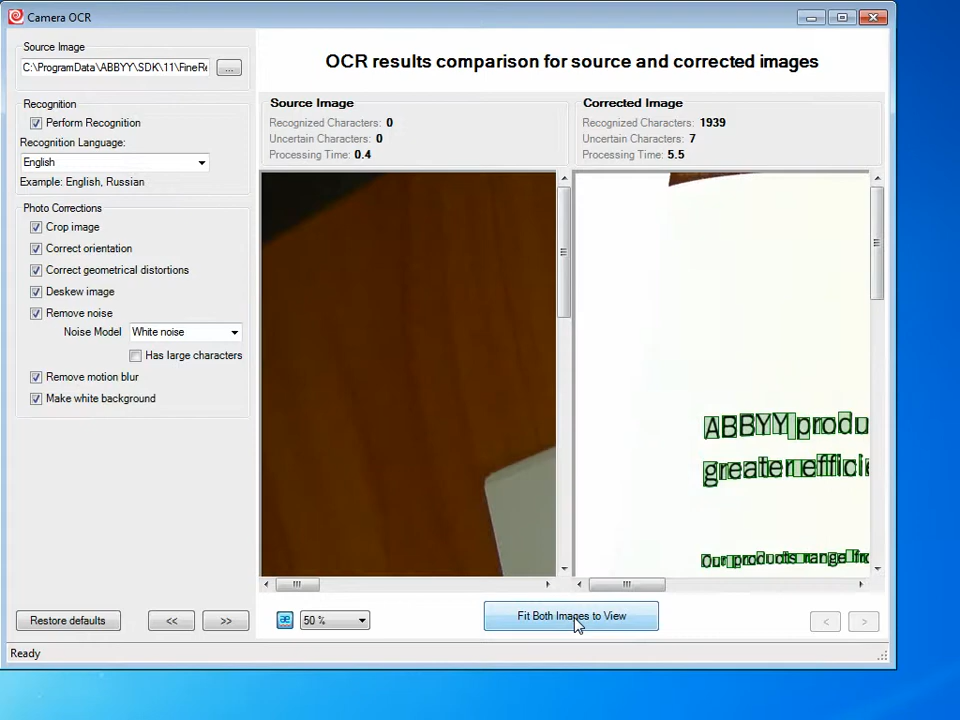 Camera OCR
Source Image
C:\ProgramData\ABBYY\SDK\11\FineRe
...
Recognition
Perform Recognition
Recognition Language:
English
Example: English, Russian
Photo Corrections
Crop image
Correct orientation
Correct geometrical distortions
Deskew image
Remove noise
Noise Model White noise
Has large characters
Remove motion blur
Make white background
Restore defaults << >>
Ready
OCR results comparison for source and corrected images
Source Image
Recognized Characters: 0
Uncertain Characters: 0
Processing Time: 0.4
Corrected Image
Recognized Characters: 1939
Uncertain Characters: 7
Processing Time: 5.5
ABBYY produ
greater efficie
Our products range fro
æ 50 % Fit Both Images to View < >